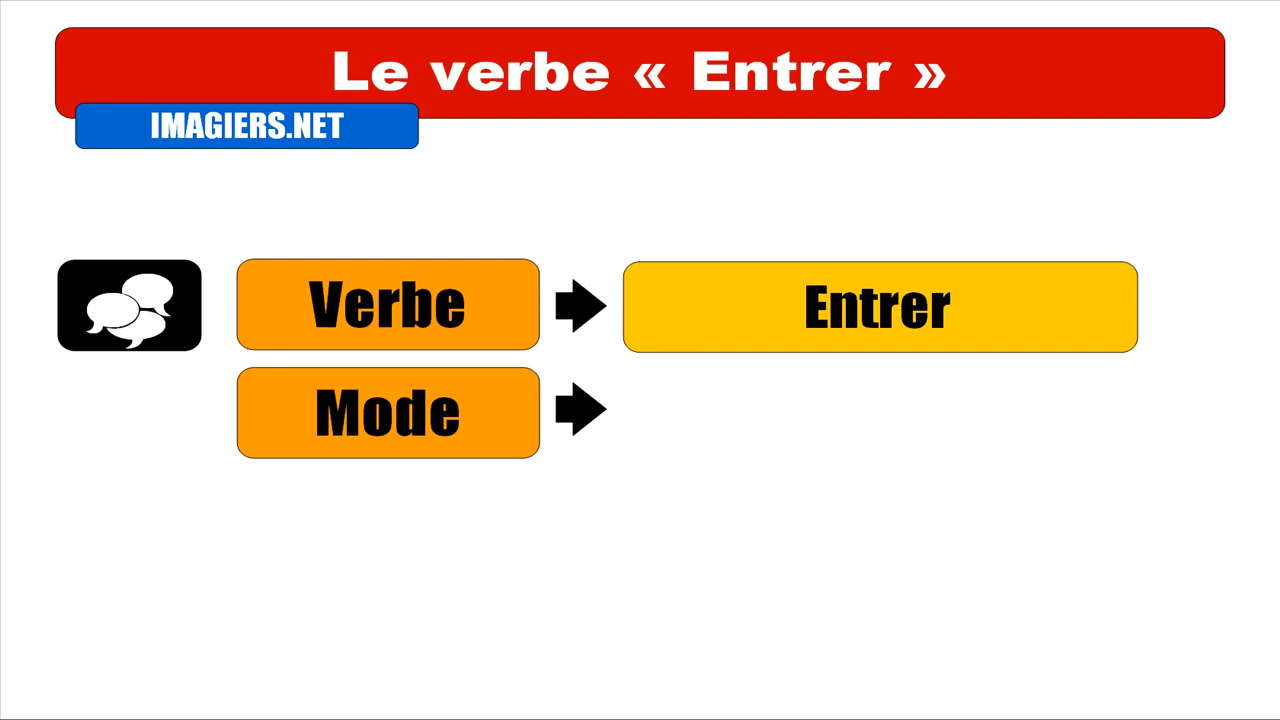 Le verbe « Entrer »
IMAGIERS.NET
Verbe
Entrer
Mode